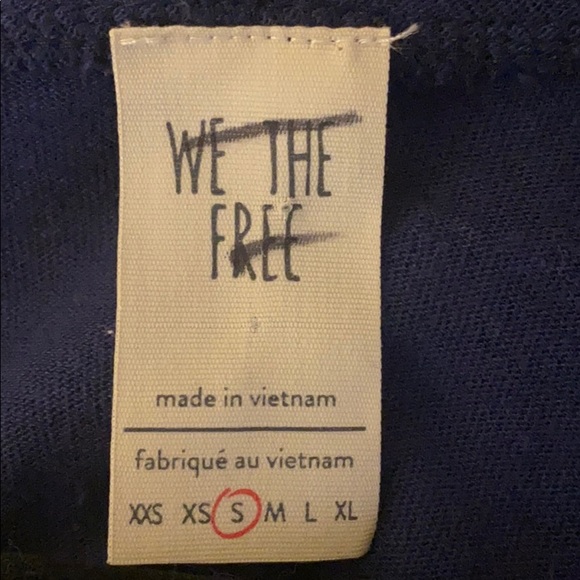 WE THE
FREE
made in vietnam
fabriqué au vietnam
XXS XS S M L XL